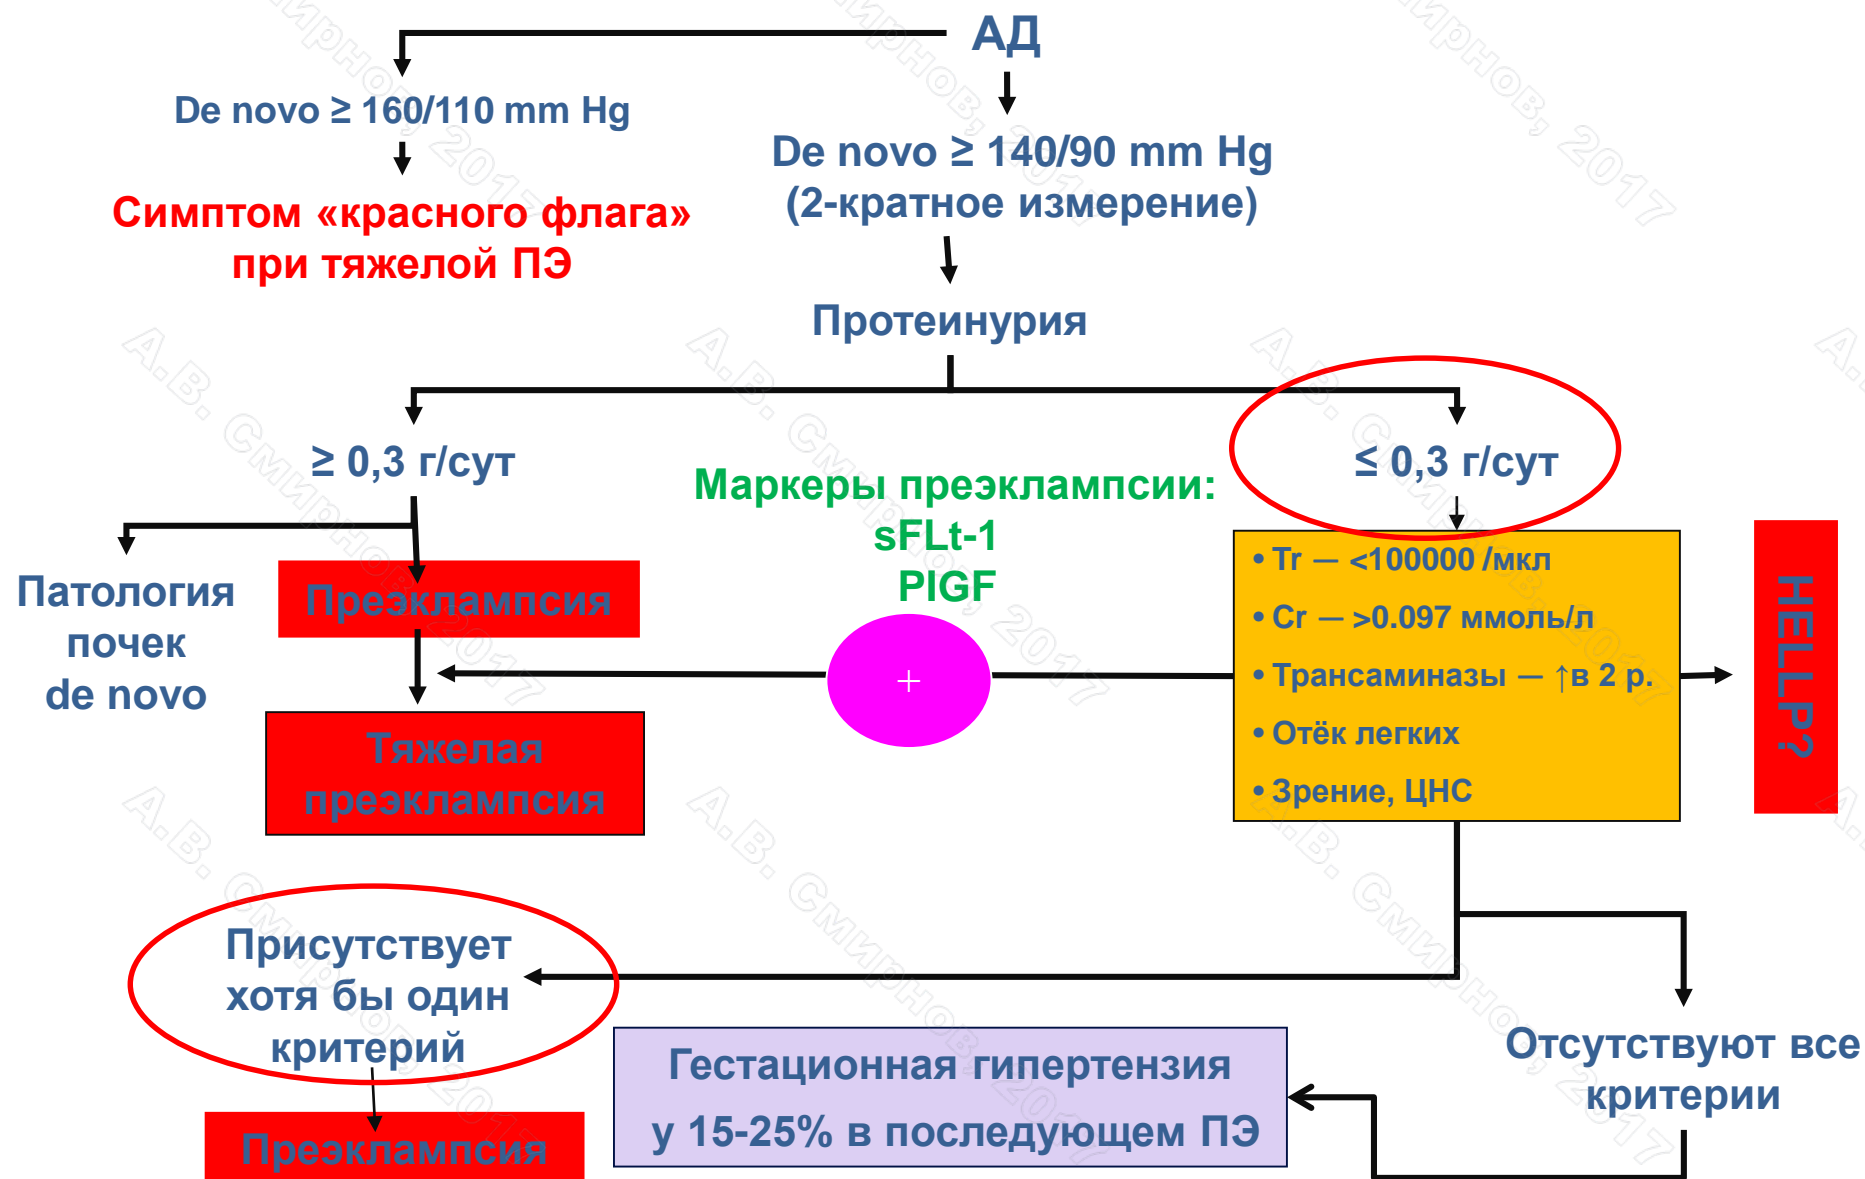 АД
De novo ≥ 160/110 mm Hg
Симптом «красного флага»
при тяжелой ПЭ
De novo ≥ 140/90 mm Hg
(2-кратное измерение)
Протеинурия
≥ 0,3 г/сут
≤ 0,3 г/сут
Маркеры преэклампсии:
sFLt-1
PIGF
Патология
почек
de novo
Преэклампсия
Тяжелая
преэклампсия
+
• Tr — <100000 /мкл
• Cr — >0.097 ммоль/л
• Трансаминазы — ↑в 2 р.
• Отёк легких
• Зрение, ЦНС
HELLP?
Присутствует
хотя бы один
критерий
Преэклампсия
Гестационная гипертензия
у 15-25% в последующем ПЭ
Отсутствуют все
критерии
А.В. Смирнов, 2017